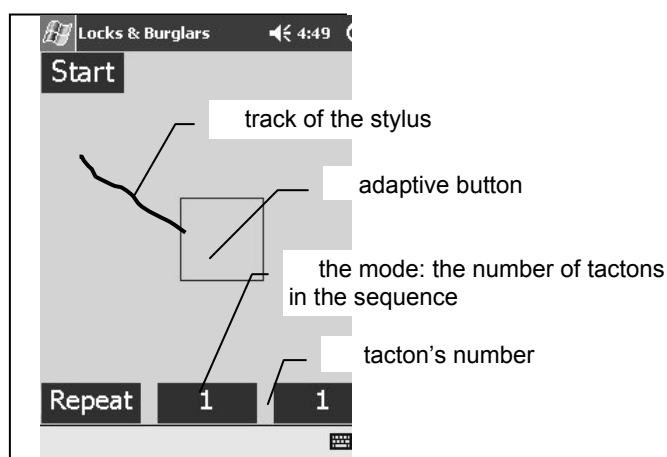 Locks & Burglars 4:49
Start
track of the stylus
adaptive button
the mode: the number of tactons
in the sequence
tacton's number
Repeat 1 1